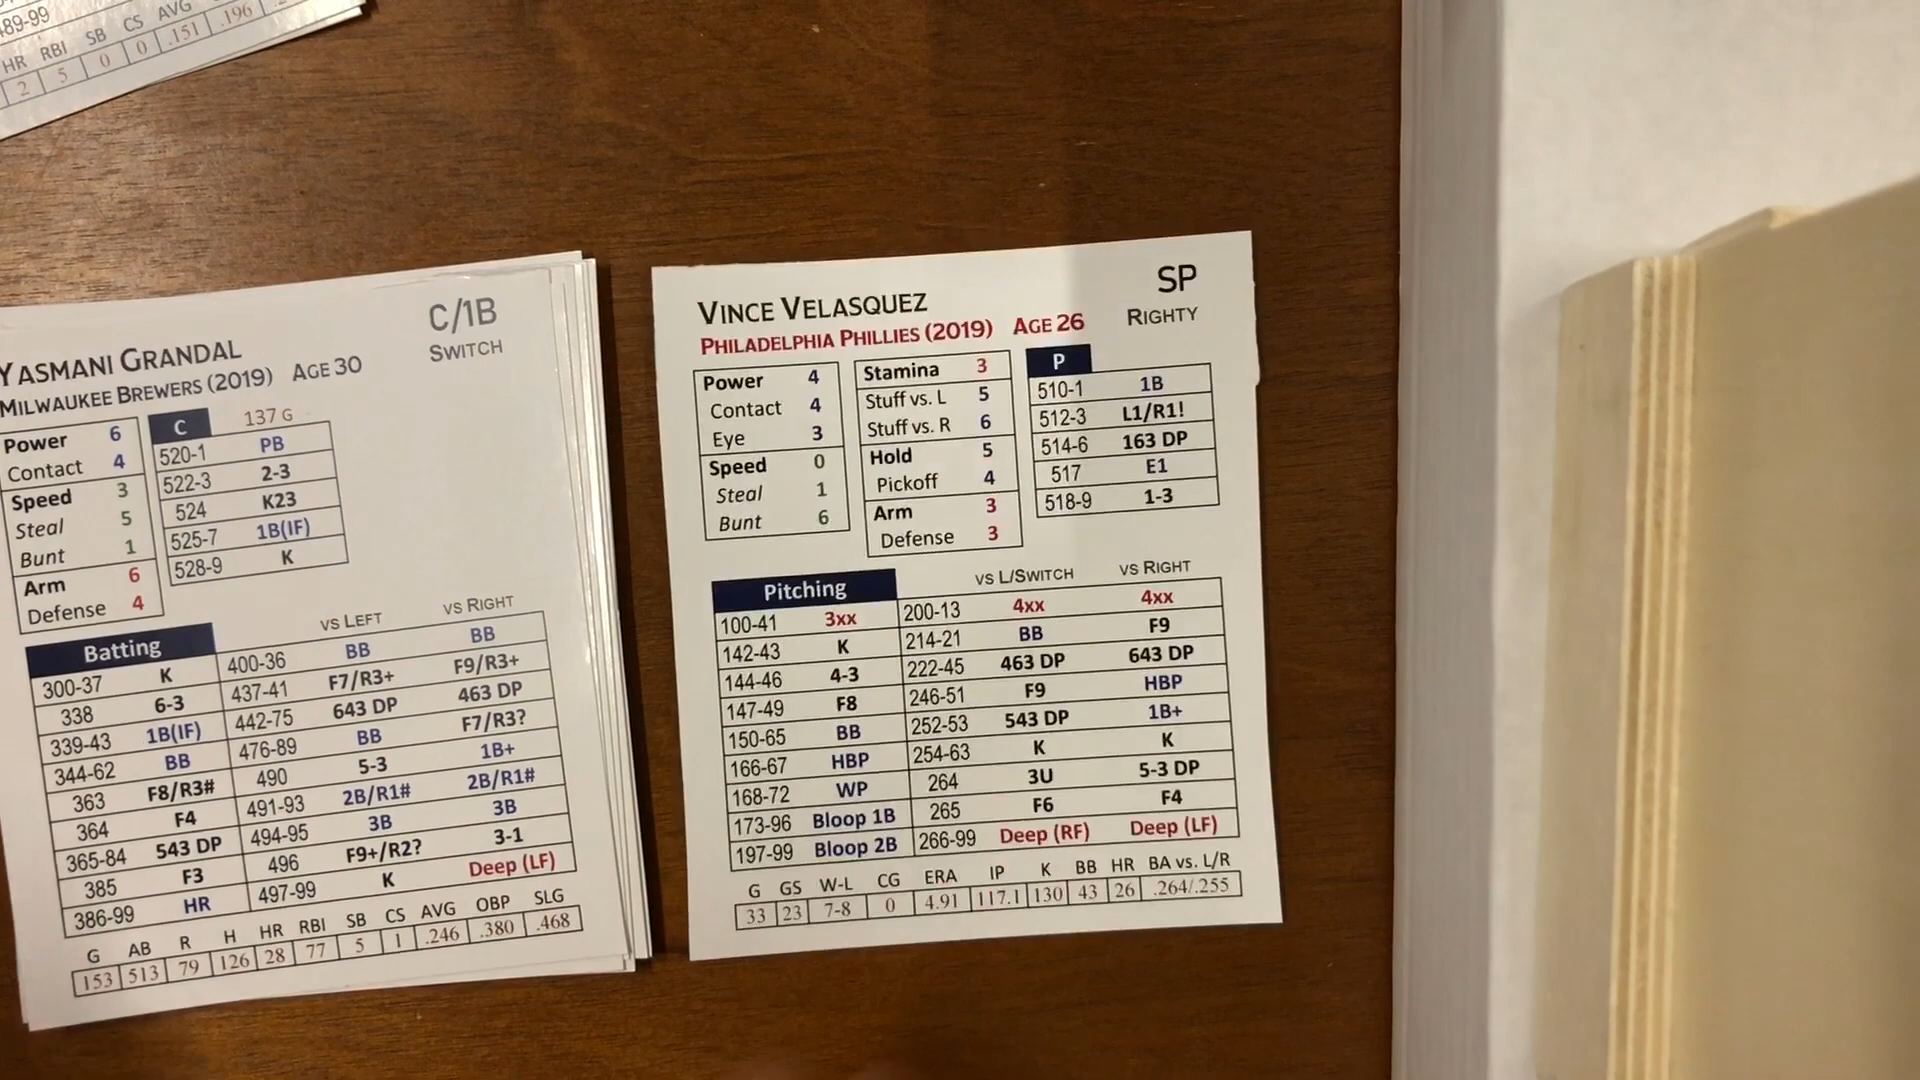 489-99
HR RBI SB CS AVG
2 5 0 0 .151 .196
YASMANI GRANDAL
C/1B
MILWAUKEE BREWERS (2019) AGE 30
SWITCH
Power 6
Contact 4
Speed 3
Steal 5
Bunt 1
Arm 6
Defense 4
C 137 G
520-1 PB
522-3 2-3
524 K23
525-7 1B(IF)
528-9 K
Batting
300-37 K
338 6-3
339-43 1B(IF)
344-62 BB
363 F8/R3#
364 F4
365-84 543 DP
385 F3
386-99 HR
VS LEFT VS RIGHT
400-36 BB BB
437-41 F7/R3+ F9/R3+
442-75 643 DP 463 DP
476-89 BB F7/R3?
490 5-3 1B+
491-93 2B/R1# 2B/R1#
494-95 3B 3B
496 F9+/R2? 3-1
497-99 K Deep (LF)
G AB R H HR RBI SB CS AVG OBP SLG
153 513 79 126 28 77 5 1 .246 .380 .468
VINCE VELASQUEZ
SP
PHILADELPHIA PHILLIES (2019) AGE 26
RIGHTY
Power 4
Contact 4
Eye 3
Speed 0
Steal 1
Bunt 6
Stamina 3
Stuff vs. L 5
Stuff vs. R 6
Hold 5
Pickoff 4
Arm 3
Defense 3
P
510-1 1B
512-3 L1/R1!
514-6 163 DP
517 E1
518-9 1-3
Pitching
100-41 3xx
142-43 K
144-46 4-3
147-49 F8
150-65 BB
166-67 HBP
168-72 WP
173-96 Bloop 1B
197-99 Bloop 2B
VS L/SWITCH VS RIGHT
200-13 4xx 4xx
214-21 BB F9
222-45 463 DP 643 DP
246-51 F9 HBP
252-53 543 DP 1B+
254-63 K K
264 3U 5-3 DP
265 F6 F4
266-99 Deep (RF) Deep (LF)
G GS W-L CG ERA IP K BB HR BA vs. L/R
33 23 7-8 0 4.91 117.1 130 43 26 .264/.255